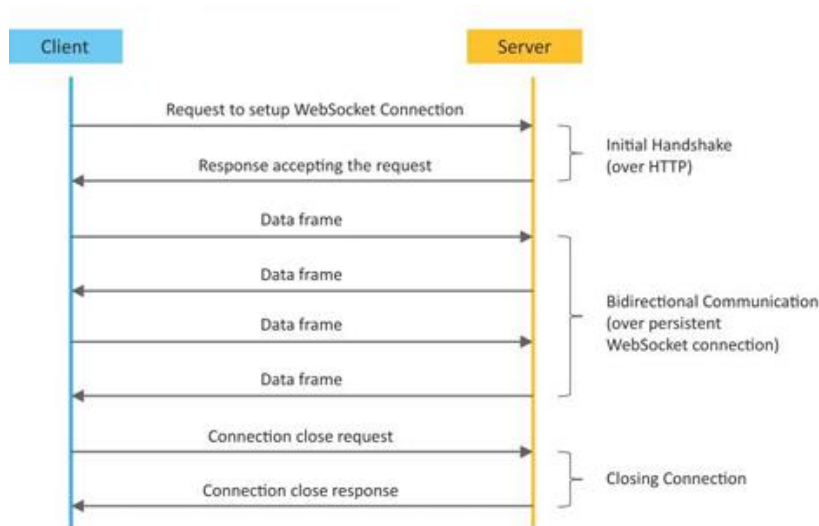 Client
Server
Request to setup WebSocket Connection
Response accepting the request
Initial Handshake
(over HTTP)
Data frame
Data frame
Data frame
Data frame
Bidirectional Communication
(over persistent
WebSocket connection)
Connection close request
Connection close response
Closing Connection